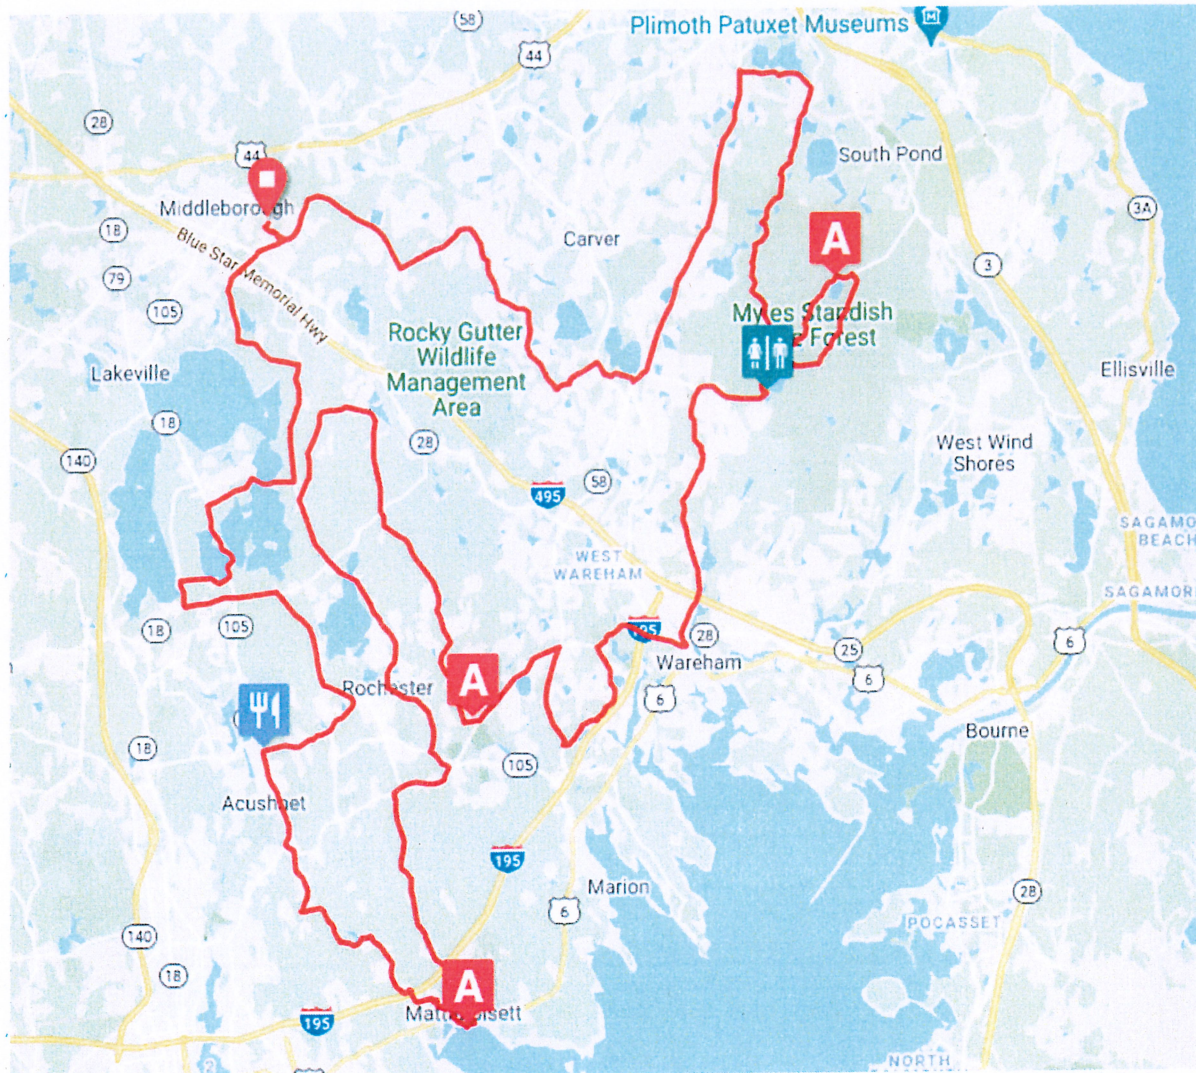 Plimoth Patuxet Museums
58
44
28
44
South Pond
Middleborough
3A
18
Blue Star Memorial Hwy
Carver
A
3
79
105
Rocky Gutter
Wildlife
Management
Area
Lakeville
Ellisville
18
28
West Wind
Shores
140
58
495
SAGAMO
BEACH
WEST
WAREHAM
SAGAMOR
18
105
28
6
25
Wareham
6
6
Rochester
A
Bourne
18
105
195
Marion
28
6
POCASSET
140
18
A
195
NORTH